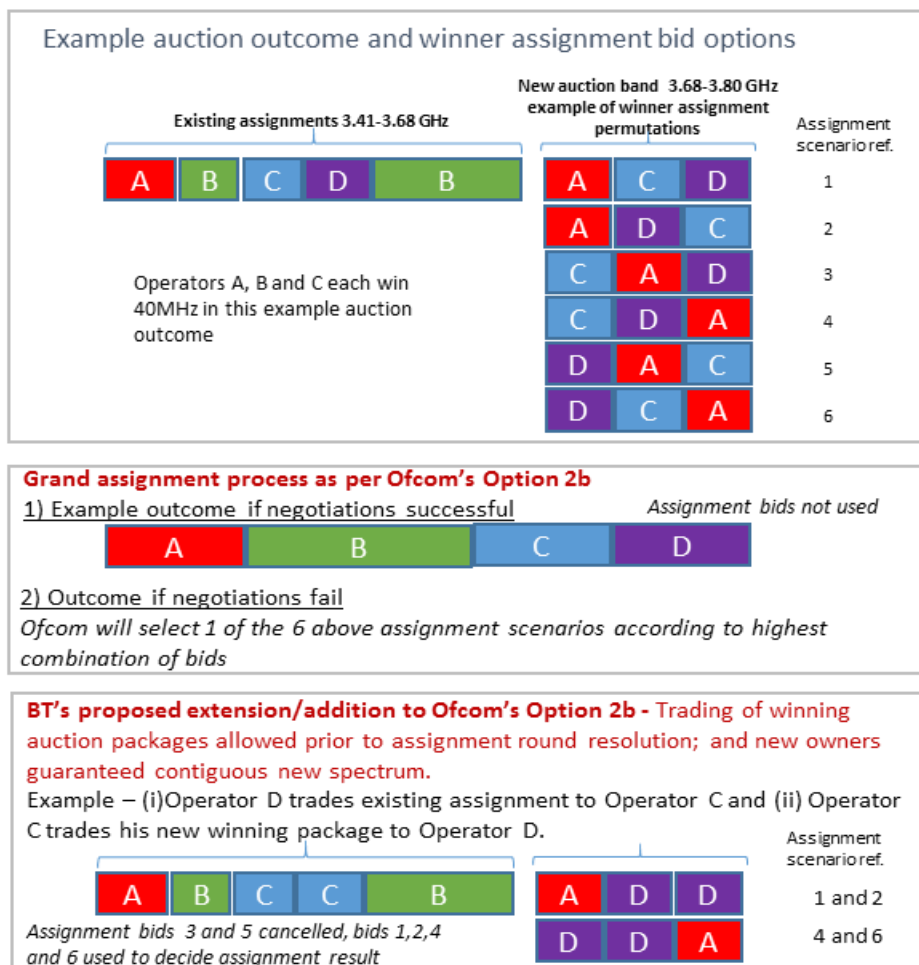 Example auction outcome and winner assignment bid options
New auction band 3.68-3.80 GHz
example of winner assignment
permutations
Existing assignments 3.41-3.68 GHz
Assignment
scenario ref.
A B C D B
A C D 1
A D C 2
C A D 3
C D A 4
D A C 5
D C A 6
Operators A, B and C each win
40MHz in this example auction
outcome
Grand assignment process as per Ofcom's Option 2b
1) Example outcome if negotiations successful
Assignment bids not used
A B C D
2) Outcome if negotiations fail
Ofcom will select 1 of the 6 above assignment scenarios according to highest
combination of bids
BT's proposed extension/addition to Ofcom's Option 2b - Trading of winning
auction packages allowed prior to assignment round resolution; and new owners
guaranteed contiguous new spectrum.
Example – (i)Operator D trades existing assignment to Operator C and (ii) Operator
C trades his new winning package to Operator D.
Assignment
scenario ref.
A B C C B
A D D 1 and 2
D D A 4 and 6
Assignment bids 3 and 5 cancelled, bids 1,2,4
and 6 used to decide assignment result